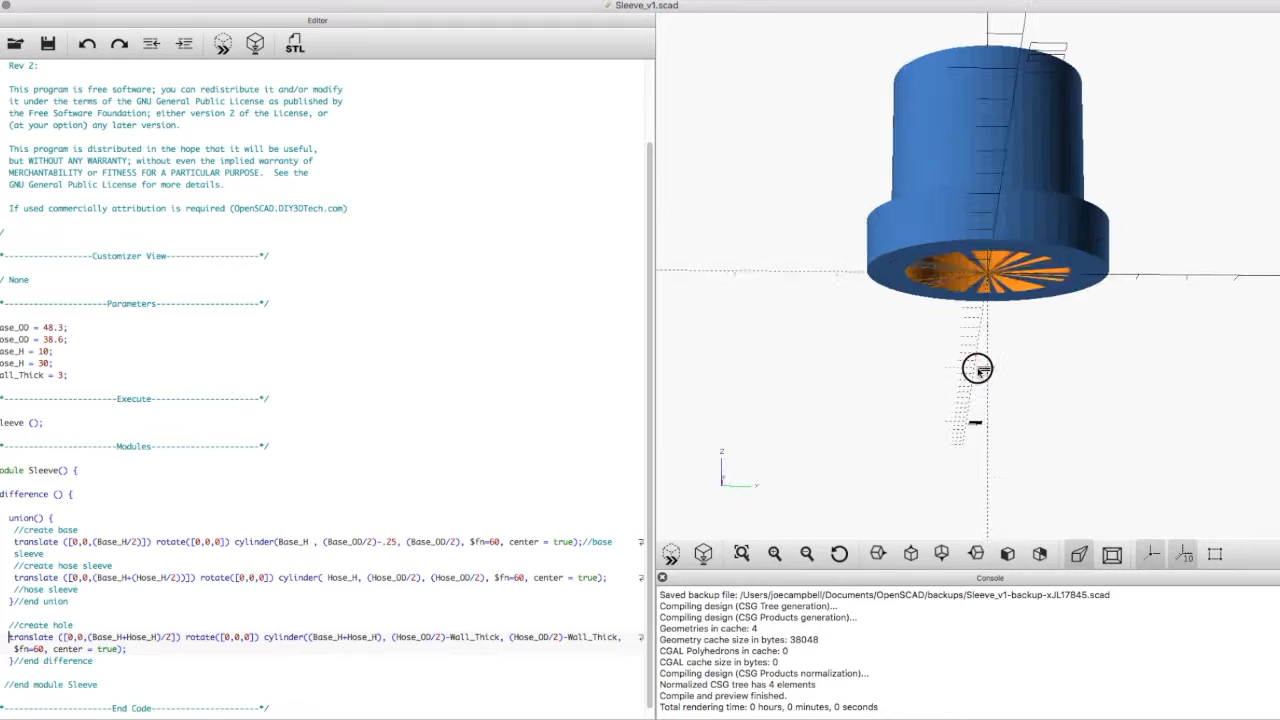 Sleeve_v1.scad
Editor
STL
Rev 2:
This program is free software; you can redistribute it and/or modify
it under the terms of the GNU General Public License as published by
the Free Software Foundation; either version 2 of the License, or
(at your option) any later version.
This program is distributed in the hope that it will be useful,
but WITHOUT ANY WARRANTY; without even the implied warranty of
MERCHANTABILITY or FITNESS FOR A PARTICULAR PURPOSE.  See the
GNU General Public License for more details.
If used commercially attribution is required (OpenSCAD.DIY3DTech.com)
/
*------------------Customizer View-------------------*/
/ None
*---------------------Parameters---------------------*/
ase_OD = 48.3;
ose_OD = 38.6;
ase_H = 10;
ose_H = 30;
all_Thick = 3;
*-----------------------Execute----------------------*/
leeve ();
*-----------------------Modules----------------------*/
odule Sleeve() {
difference () {
union() {
//create base
translate ([0,0,(Base_H/2)]) rotate([0,0,0]) cylinder(Base_H , (Base_OD/2)-.25, (Base_OD/2), $fn=60, center = true);//base
sleeve
//create hose sleeve
translate ([0,0,(Base_H+(Hose_H/2))]) rotate([0,0,0]) cylinder( Hose_H, (Hose_OD/2), (Hose_OD/2), $fn=60, center = true);
//hose sleeve
}//end union
//create hole
translate ([0,0,(Base_H+Hose_H)/2]) rotate([0,0,0]) cylinder((Base_H+Hose_H), (Hose_OD/2)-Wall_Thick, (Hose_OD/2)-Wall_Thick,
$fn=60, center = true);
}//end difference
//end module Sleeve
*----------------------End Code----------------------*/
Z
Y
10
Console
Saved backup file: /Users/joecampbell/Documents/OpenSCAD/backups/Sleeve_v1-backup-xJL17845.scad
Compiling design (CSG Tree generation)...
Compiling design (CSG Products generation)...
Geometries in cache: 4
Geometry cache size in bytes: 38048
CGAL Polyhedrons in cache: 0
CGAL cache size in bytes: 0
Compiling design (CSG Products normalization)...
Normalized CSG tree has 4 elements
Compile and preview finished.
Total rendering time: 0 hours, 0 minutes, 0 seconds